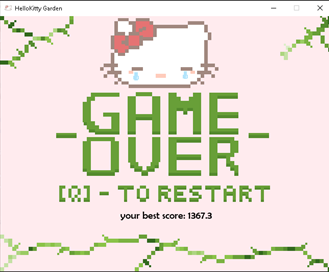 HelloKitty Garden
GAME
OVER
[Q] - TO RESTART
your best score: 1367.3